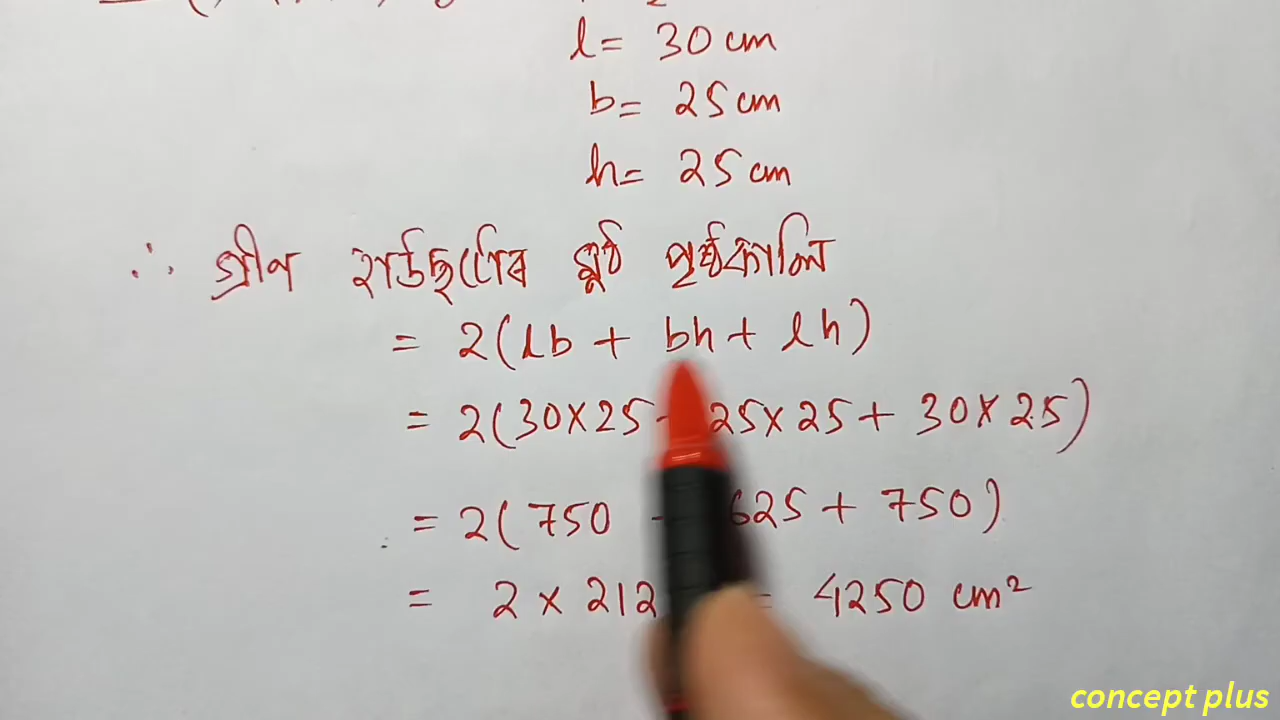 l = 30 cm
b = 25 cm
h = 25 cm
∴ গ্ৰীণ হাউছটোৰ মুঠ পৃষ্ঠকালি
= 2(lb + bh + lh)
= 2(30×25 25×25 + 30×25)
= 2(750 625 + 750)
= 2 × 212 = 4250 cm²
concept plus